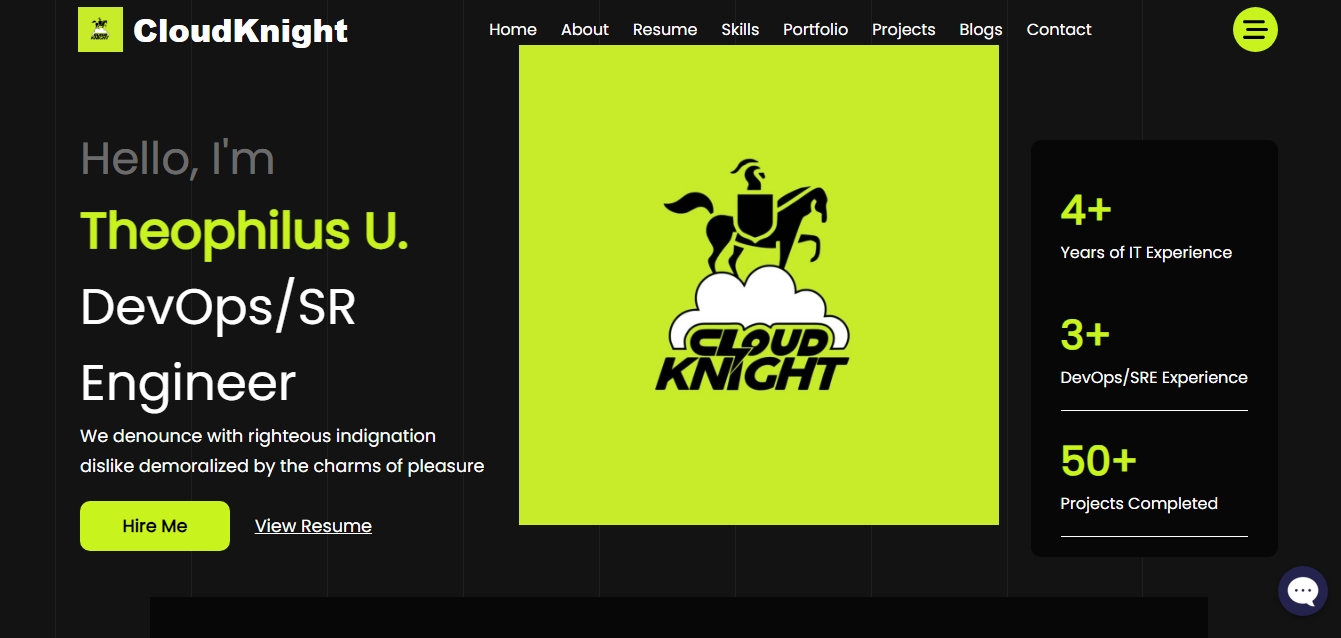 CloudKnight
Home About Resume Skills Portfolio Projects Blogs Contact
Hello, I'm
Theophilus U.
DevOps/SR
Engineer
We denounce with righteous indignation
dislike demoralized by the charms of pleasure
Hire Me View Resume
CLOUD
KNIGHT
4+
Years of IT Experience
3+
DevOps/SRE Experience
50+
Projects Completed